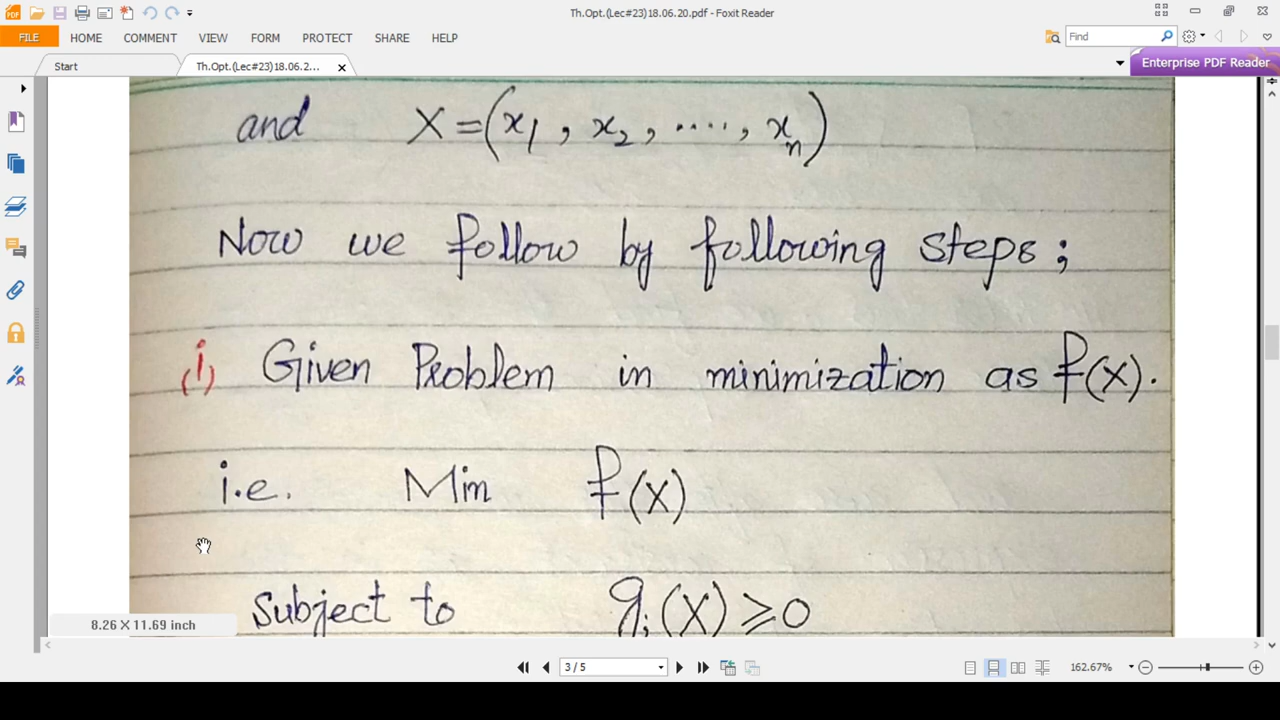 Th.Opt.(Lec#23)18.06.20.pdf - Foxit Reader
FILE HOME COMMENT VIEW FORM PROTECT SHARE HELP
Find
Start
Th.Opt.(Lec#23)18.06.2...
Enterprise PDF Reader
and X = (x1, x2, ...., xn)
Now we follow by following steps;
(i) Given Problem in minimization as f(X).
i.e. Min f(X)
Subject to gi(X) ≥ 0
8.26 X 11.69 inch
3 / 5
162.67%